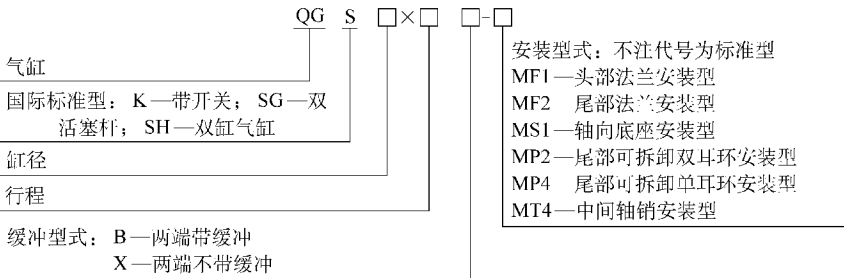 QG S □×□ □-□
气缸
国际标准型：K—带开关；SG—双
活塞杆；SH—双缸气缸
缸径
行程
缓冲型式：B—两端带缓冲
X—两端不带缓冲
安装型式：不注代号为标准型
MF1—头部法兰安装型
MF2 尾部法兰安装型
MS1—轴向底座安装型
MP2—尾部可拆卸双耳环安装型
MP4 尾部可拆卸单耳环安装型
MT4—中间轴销安装型